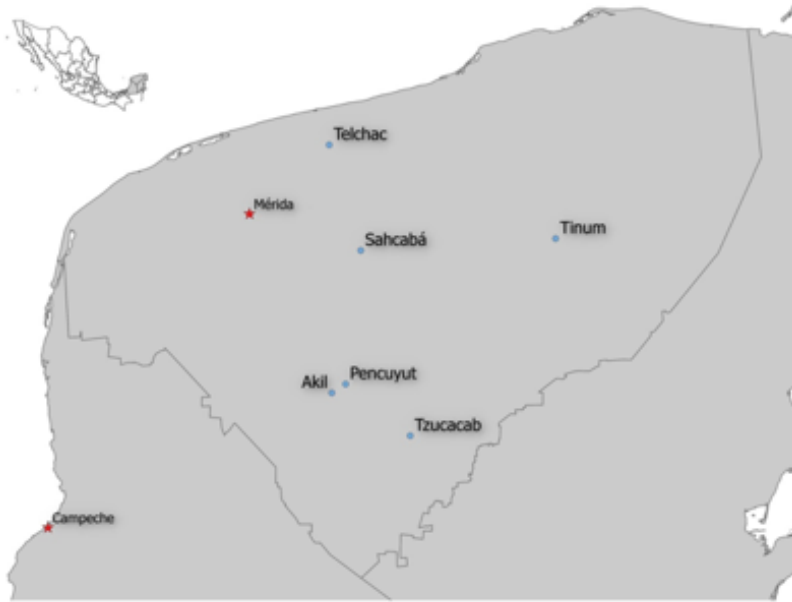 Telchac
Mérida
Sahcabá
Tinum
Akil
Pencuyut
Tzucacab
Campeche